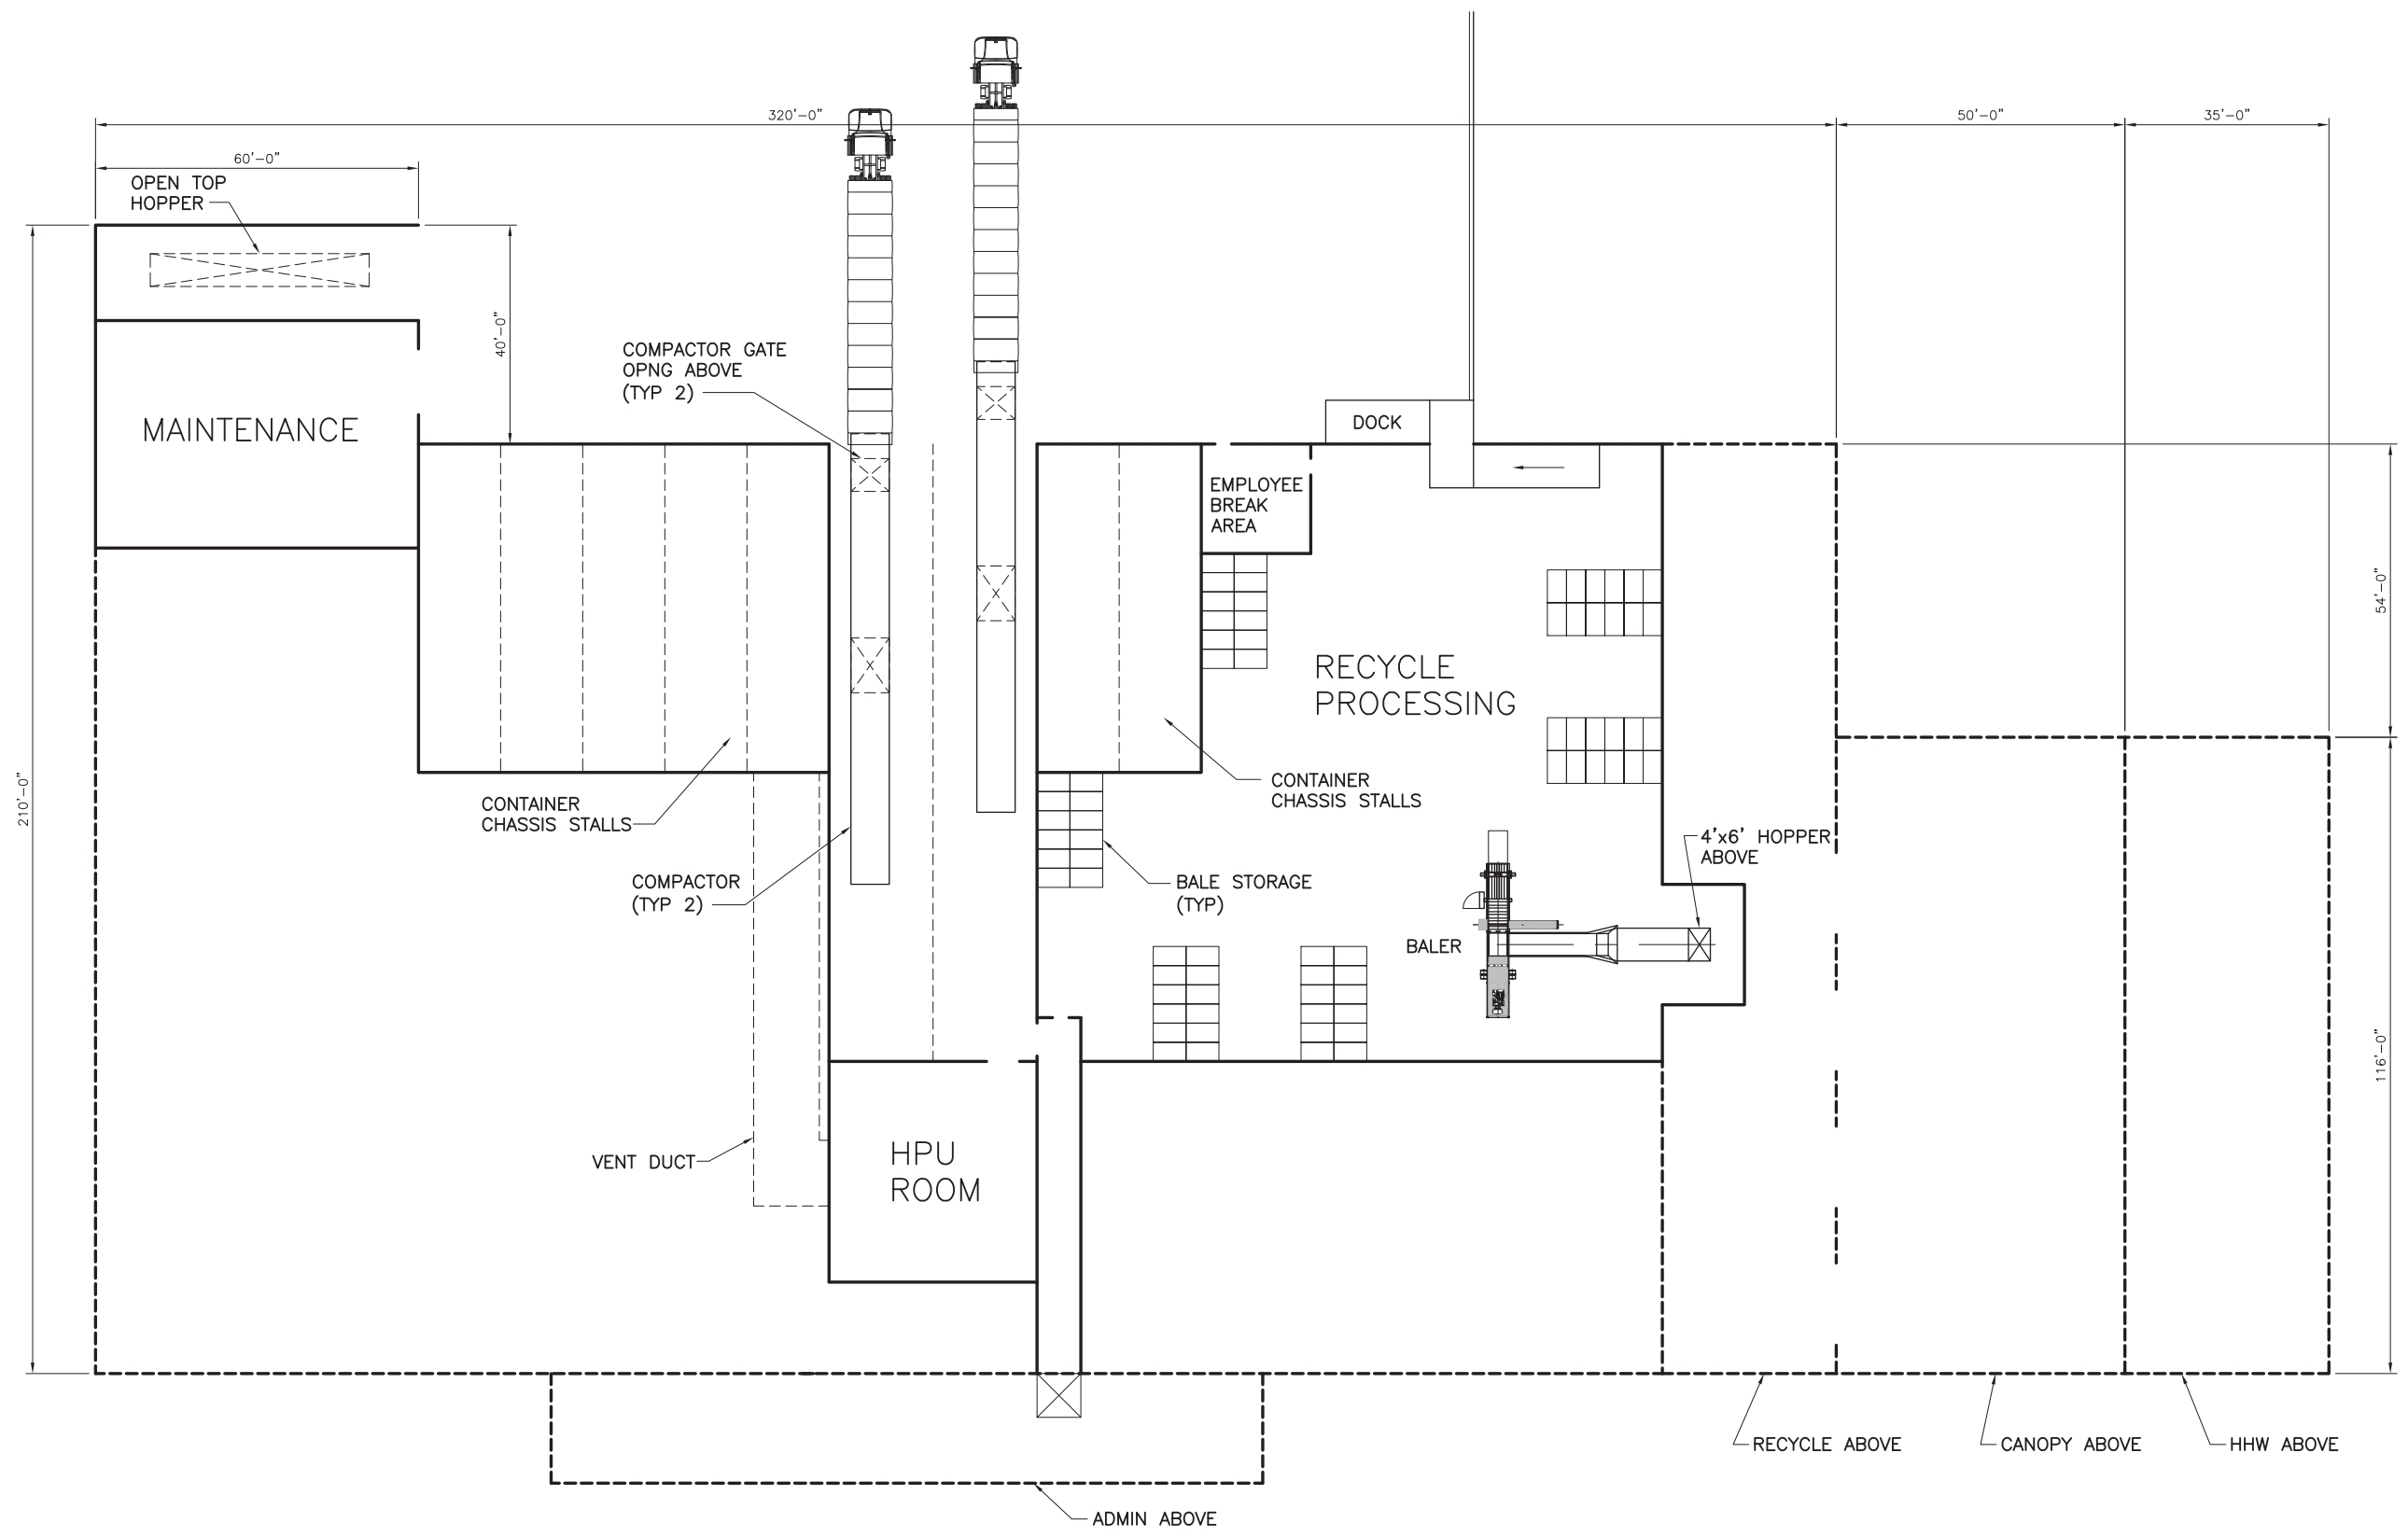 320'-0"
50'-0"
35'-0"
60'-0"
OPEN TOP
HOPPER
40'-0"
COMPACTOR GATE
OPNG ABOVE
(TYP 2)
MAINTENANCE
DOCK
EMPLOYEE
BREAK
AREA
54'-0"
RECYCLE
PROCESSING
210'-0"
CONTAINER
CHASSIS STALLS
CONTAINER
CHASSIS STALLS
4'x6' HOPPER
ABOVE
COMPACTOR
(TYP 2)
BALE STORAGE
(TYP)
BALER
116'-0"
VENT DUCT
HPU
ROOM
RECYCLE ABOVE
CANOPY ABOVE
HHW ABOVE
ADMIN ABOVE